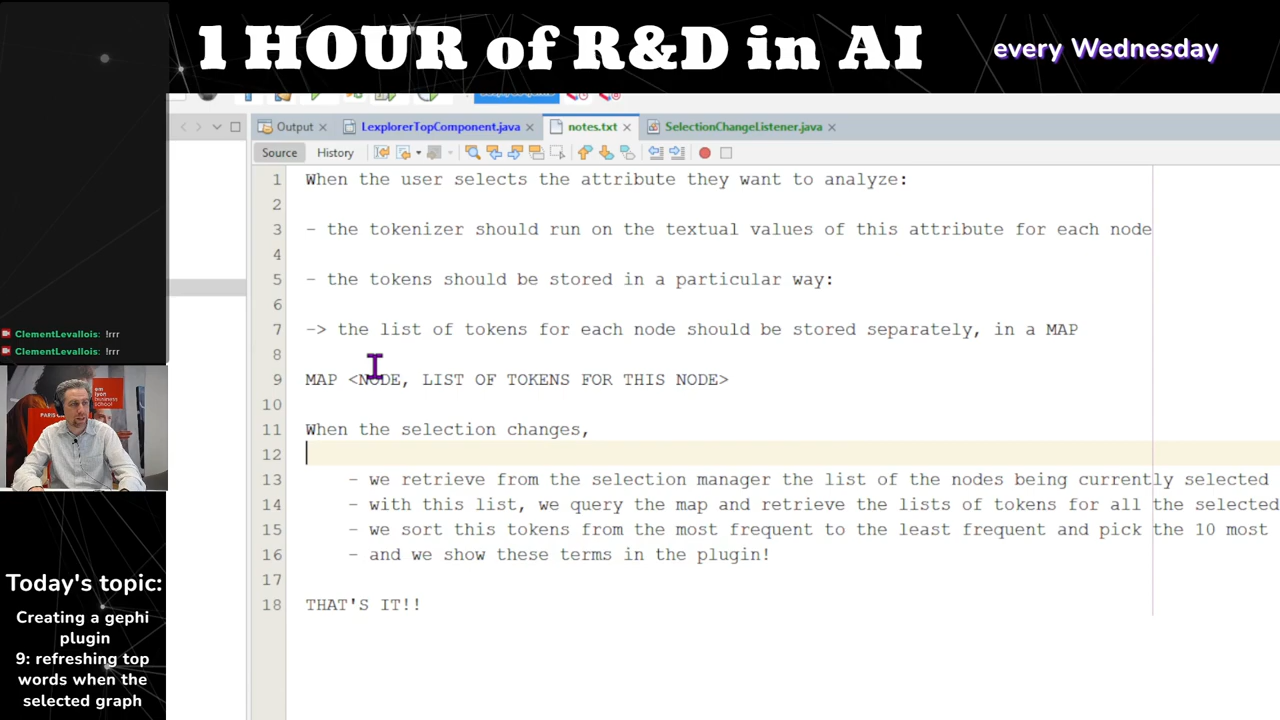 1 HOUR of R&D in AI
every Wednesday
Output
LexplorerTopComponent.java
notes.txt
SelectionChangeListener.java
Source
History
1 When the user selects the attribute they want to analyze:
2
3 - the tokenizer should run on the textual values of this attribute for each node
4
5 - the tokens should be stored in a particular way:
6
7 -> the list of tokens for each node should be stored separately, in a MAP
8
9 MAP <NODE, LIST OF TOKENS FOR THIS NODE>
10
11 When the selection changes,
12
13 - we retrieve from the selection manager the list of the nodes being currently selected
14 - with this list, we query the map and retrieve the lists of tokens for all the selected
15 - we sort this tokens from the most frequent to the least frequent and pick the 10 most
16 - and we show these terms in the plugin!
17
18 THAT'S IT!!
ClementLevallois: !rrr
ClementLevallois: !rrr
em
lyon
business
school
Today's topic:
Creating a gephi
plugin
9: refreshing top
words when the
selected graph